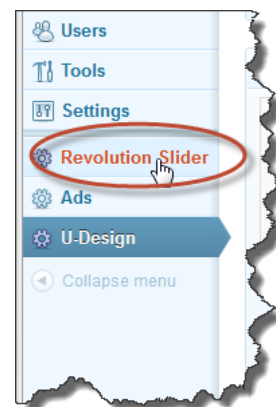 Users
Tools
Settings
Revolution Slider
Ads
U-Design
Collapse menu